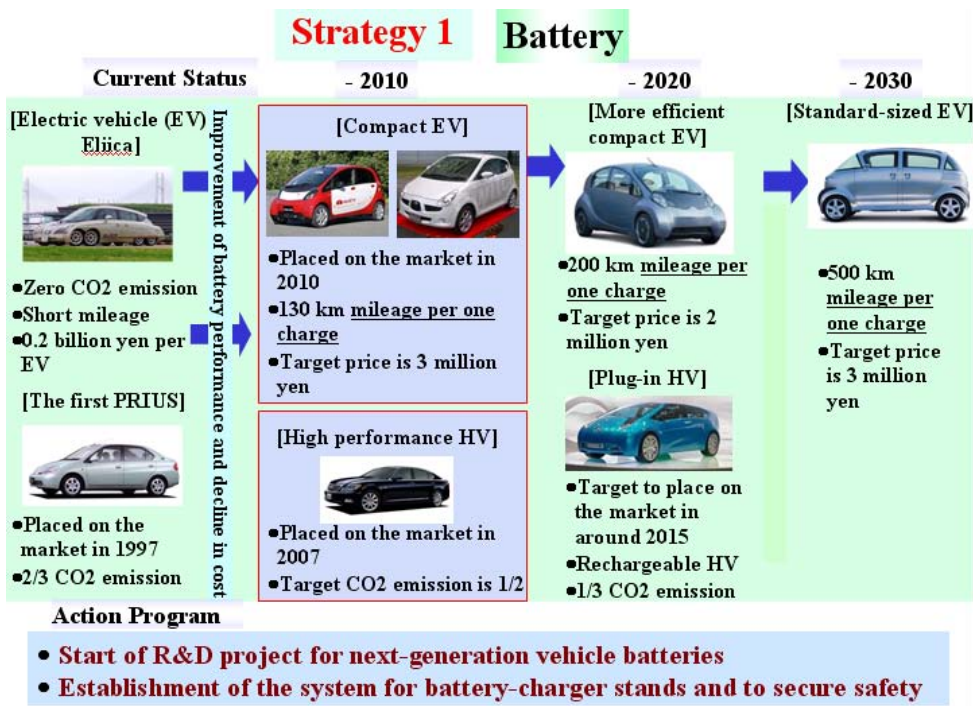 Strategy 1
Battery
Current Status
- 2010
- 2020
- 2030
[Electric vehicle (EV)
Eliica]
●Zero CO2 emission
●Short mileage
●0.2 billion yen per
EV
[The first PRIUS]
●Placed on the
market in 1997
●2/3 CO2 emission
Improvement of battery performance and decline in cost
[Compact EV]
●Placed on the market in
2010
●130 km mileage per one
charge
●Target price is 3 million
yen
[High performance HV]
●Placed on the market in
2007
●Target CO2 emission is 1/2
[More efficient
compact EV]
●200 km mileage per
one charge
●Target price is 2
million yen
[Plug-in HV]
●Target to place on
the market in
around 2015
●Rechargeable HV
●1/3 CO2 emission
[Standard-sized EV]
●500 km
mileage per
one charge
●Target price
is 3 million
yen
Action Program
● Start of R&D project for next-generation vehicle batteries
● Establishment of the system for battery-charger stands and to secure safety